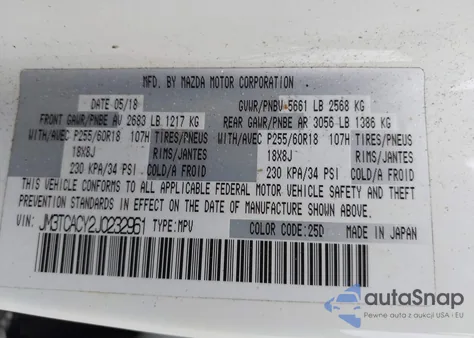 MFD. BY MAZDA MOTOR CORPORATION
DATE 05/18 GVWR/PNBV 5661 LB 2568 KG
FRONT GAWR/PNBE AV 2683 LB 1217 KG REAR GAWR/PNBE AR 3056 LB 1386 KG
WITH/AVEC P255/60R18 107H TIRES/PNEUS WITH/AVEC P255/60R18 107H TIRES/PNEUS
18X8J RIMS/JANTES 18X8J RIMS/JANTES
230 KPA/34 PSI COLD/A FROID 230 KPA/34 PSI COLD/A FROID
THIS VEHICLE CONFORMS TO ALL APPLICABLE FEDERAL MOTOR VEHICLE SAFETY AND THEFT
PREVENTION STANDARDS IN EFFECT ON THE DATE OF MANUFACTURE SHOWN ABOVE.
VIN: JM3TCACY2J0232961 TYPE:MPV COLOR CODE:25D MADE IN JAPAN
autoSnap
Pewne auta z aukcji USA i EU